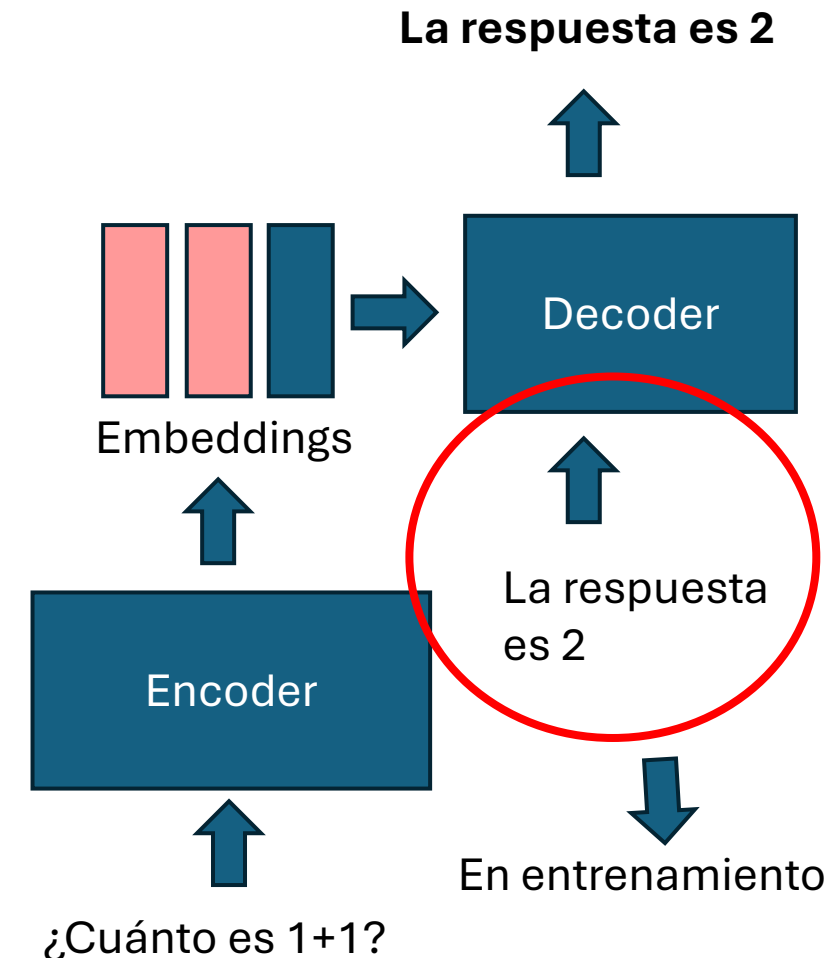 La respuesta es 2
Decoder
Embeddings
La respuesta
es 2
Encoder
En entrenamiento
¿Cuánto es 1+1?